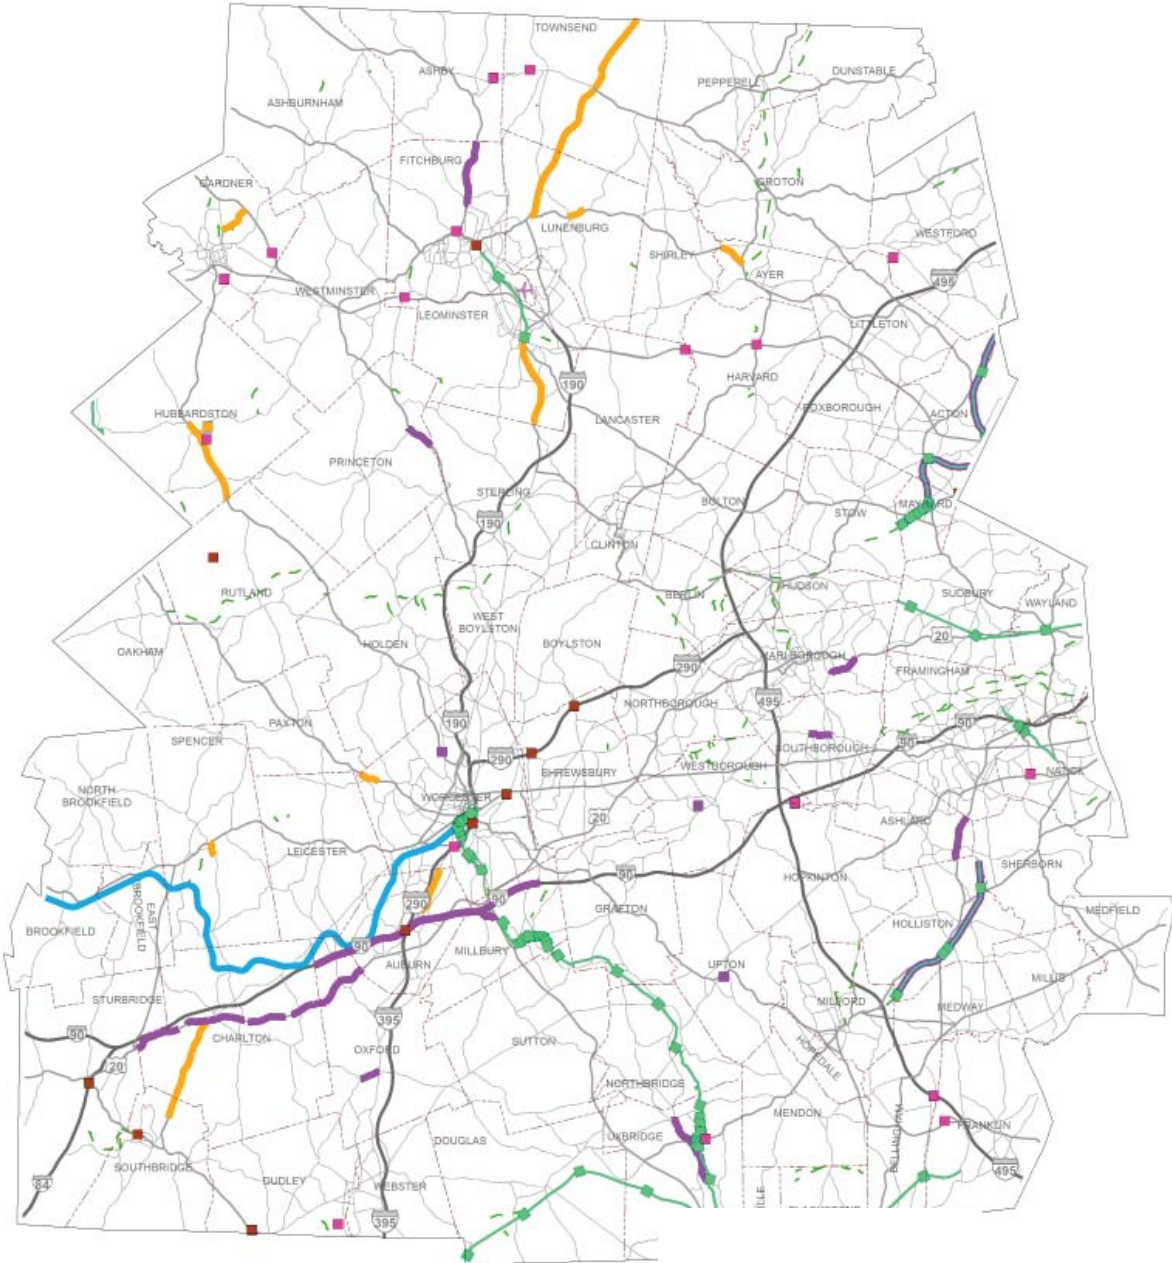 TOWNSEND
ASHBY
PEPPERELL
DUNSTABLE
ASHBURNHAM
FITCHBURG
GARDNER
GROTON
LUNENBURG
WESTFORD
SHIRLEY
AYER
495
WESTMINSTER
LEOMINSTER
LITTLETON
190
HARVARD
HUBBARDSTON
LANCASTER
BOXBOROUGH
ACTON
PRINCETON
STERLING
BOLTON
MAYNARD
STOW
190
CLINTON
RUTLAND
BERLIN
HUDSON
SUDBURY
WAYLAND
WEST
BOYLSTON
BOYLSTON
HOLDEN
20
OAKHAM
290
MARLBOROUGH
FRAMINGHAM
495
NORTHBOROUGH
PAXTON
190
90
SPENCER
90
SOUTHBOROUGH
290
SHREWSBURY
WESTBOROUGH
NATICK
NORTH
BROOKFIELD
WORCESTER
20
ASHLAND
LEICESTER
SHERBORN
90
HOPKINTON
90
290
GRAFTON
MEDFIELD
EAST
BROOKFIELD
BROOKFIELD
HOLLISTON
90
MILLBURY
AUBURN
UPTON
MILLIS
STURBRIDGE
MILFORD
MEDWAY
395
90
CHARLTON
SUTTON
OXFORD
HOPEDALE
20
NORTHBRIDGE
MENDON
BELLINGHAM
FRANKLIN
DOUGLAS
UXBRIDGE
SOUTHBRIDGE
495
84
DUDLEY
WEBSTER
395